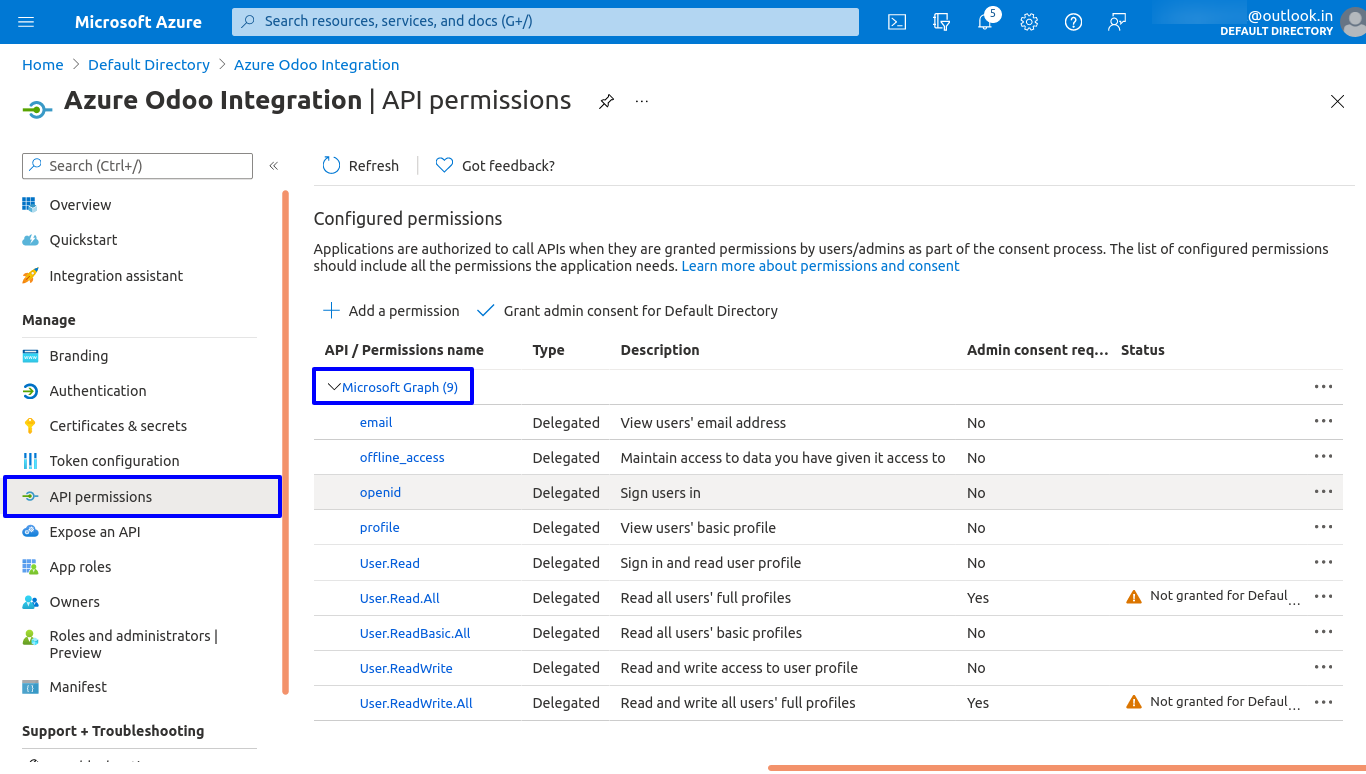 Microsoft Azure
Search resources, services, and docs (G+/)
5
@outlook.in
DEFAULT DIRECTORY
Home > Default Directory > Azure Odoo Integration
Azure Odoo Integration | API permissions
Search (Ctrl+/)
Overview
Quickstart
Integration assistant
Manage
Branding
Authentication
Certificates & secrets
Token configuration
API permissions
Expose an API
App roles
Owners
Roles and administrators |
Preview
Manifest
Support + Troubleshooting
Refresh
Got feedback?
Configured permissions
Applications are authorized to call APIs when they are granted permissions by users/admins as part of the consent process. The list of configured permissions
should include all the permissions the application needs. Learn more about permissions and consent
Add a permission
Grant admin consent for Default Directory
API / Permissions name Type Description Admin consent req... Status
Microsoft Graph (9)
email Delegated View users' email address No
offline_access Delegated Maintain access to data you have given it access to No
openid Delegated Sign users in No
profile Delegated View users' basic profile No
User.Read Delegated Sign in and read user profile No
User.Read.All Delegated Read all users' full profiles Yes Not granted for Defaul...
User.ReadBasic.All Delegated Read all users' basic profiles No
User.ReadWrite Delegated Read and write access to user profile No
User.ReadWrite.All Delegated Read and write all users' full profiles Yes Not granted for Defaul...